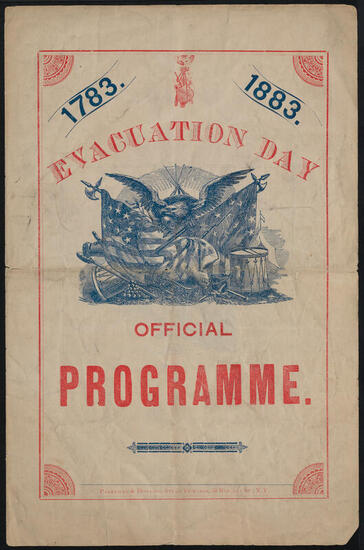 1783.
1883.
EVACUATION DAY
OFFICIAL
PROGRAMME.